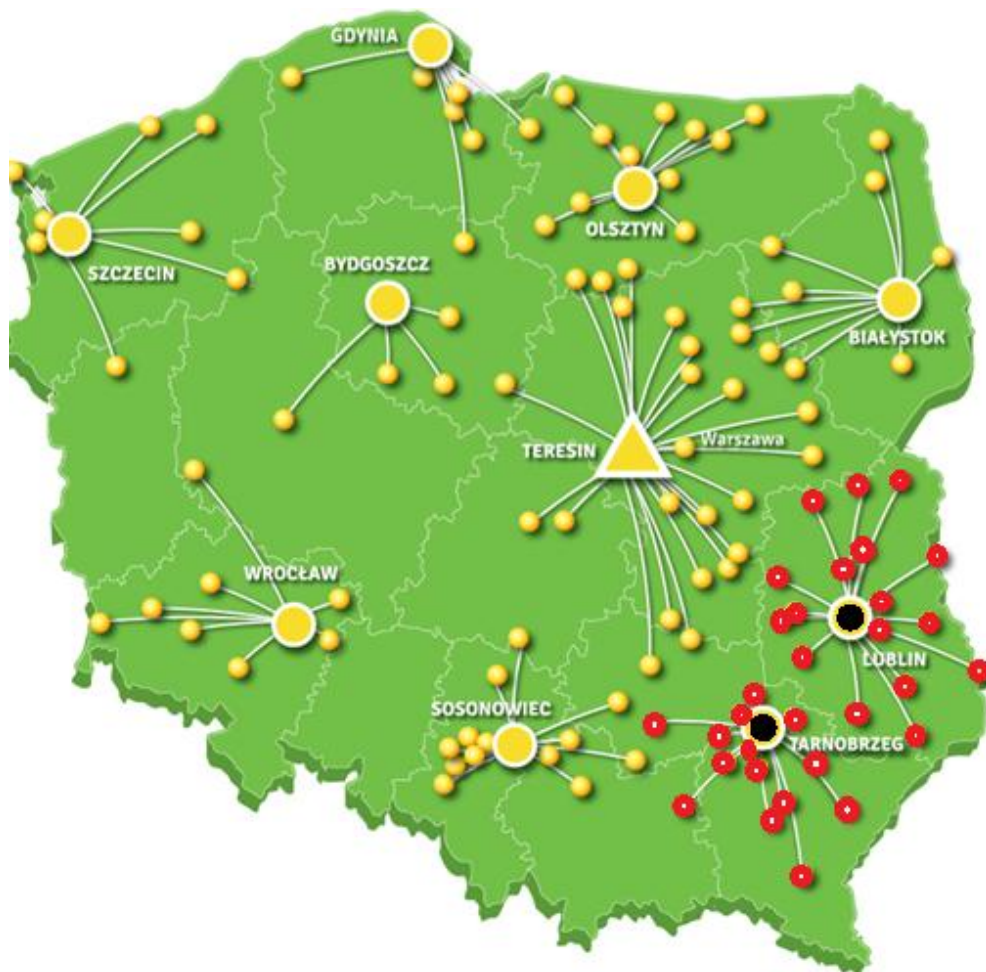 GDYNIA
OLSZTYN
SZCZECIN
BYDGOSZCZ
BIAŁYSTOK
TERESIN
Warszawa
WROCŁAW
LUBLIN
SOSONOWIEC
TARNOBRZEG